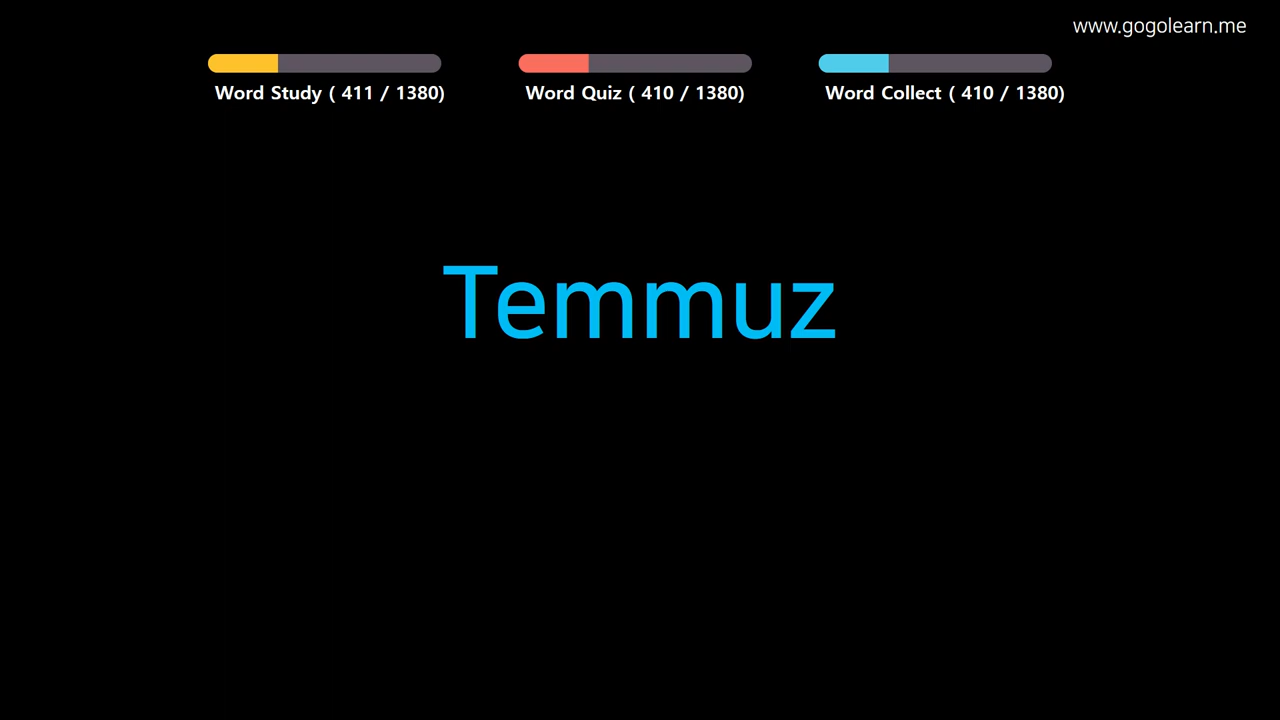 www.gogolearn.me
Word Study ( 411 / 1380)
Word Quiz ( 410 / 1380)
Word Collect ( 410 / 1380)
Temmuz